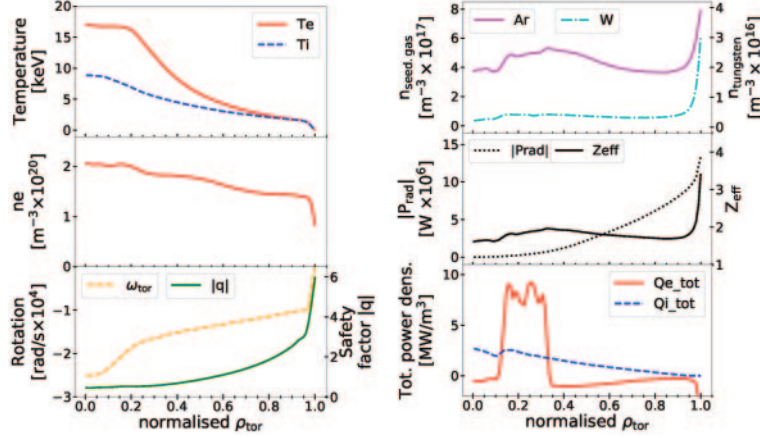 20
15
10
5
0
Temperature
[keV]
Te
Ti
2
1
0
ne
[m⁻³×10²⁰]
ω_tor
|q|
−1
−2
−3
Rotation
[rad/s×10⁴]
6
4
2
0
Safety
factor |q|
0.0 0.2 0.4 0.6 0.8 1.0
normalised ρ_tor
8
6
4
2
0
n_seed. gas
[m⁻³ × 10¹⁷]
Ar
W
4
3
2
1
0
n_tungsten
[m⁻³ × 10¹⁶]
15
10
5
0
|P_rad|
[W × 10⁶]
|Prad|
Zeff
4
3
2
1
Z_eff
10
5
0
Tot. power dens.
[MW/m³]
Qe_tot
Qi_tot
0.0 0.2 0.4 0.6 0.8 1.0
normalised ρ_tor